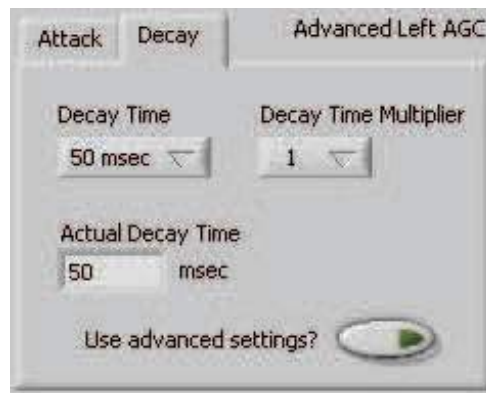 Attack Decay Advanced Left AGC
Decay Time Decay Time Multiplier
50 msec 1
Actual Decay Time
50 msec
Use advanced settings?